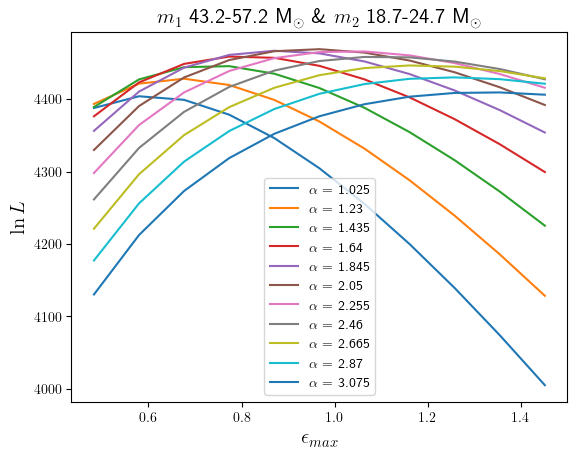 m₁ 43.2-57.2 M⊙ & m₂ 18.7-24.7 M⊙
ln L
4400
4300
4200
4100
4000
α = 1.025
α = 1.23
α = 1.435
α = 1.64
α = 1.845
α = 2.05
α = 2.255
α = 2.46
α = 2.665
α = 2.87
α = 3.075
0.6 0.8 1.0 1.2 1.4
ϵmax